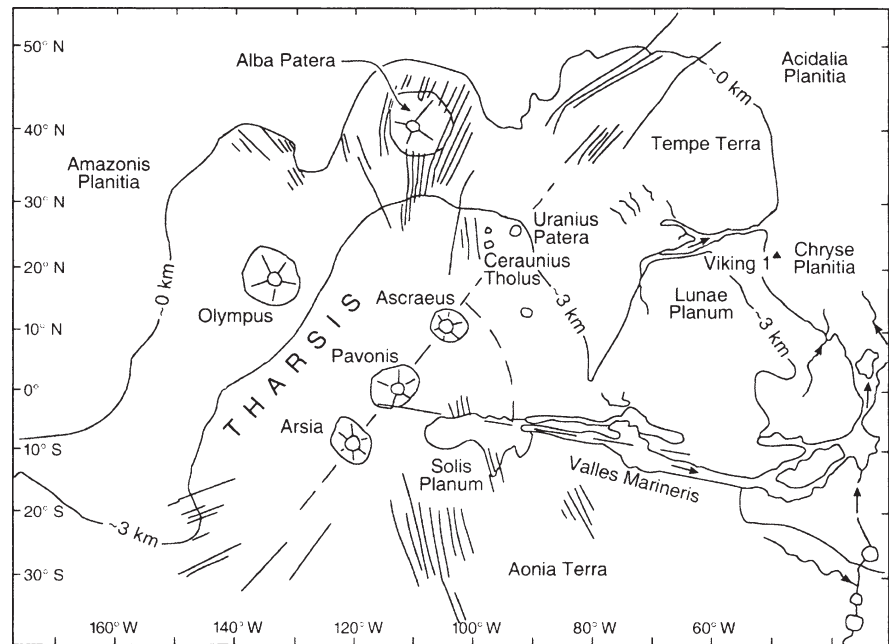 50° N
40° N
30° N
20° N
10° N
0°
10° S
20° S
30° S
Alba Patera
Acidalia
Planitia
~0 km
Tempe Terra
Amazonis
Planitia
Uranius
Patera
Ceraunius
Tholus
Viking 1
Chryse
Planitia
Lunae
Planum
~0 km
Olympus
Ascraeus
~3 km
~3 km
THARSIS
Pavonis
Arsia
Solis
Planum
Valles Marineris
~3 km
Aonia Terra
160° W
140° W
120° W
100° W
80° W
60° W